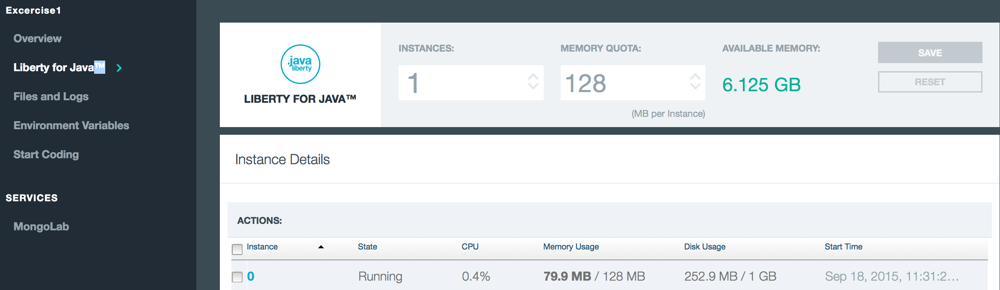 Excercise1
Overview
Liberty for Java™
Files and Logs
Environment Variables
Start Coding
SERVICES
MongoLab
.java
liberty
LIBERTY FOR JAVA™
INSTANCES:
1
MEMORY QUOTA:
128
(MB per Instance)
AVAILABLE MEMORY:
6.125 GB
SAVE
RESET
Instance Details
ACTIONS:
Instance State CPU Memory Usage Disk Usage Start Time
0 Running 0.4% 79.9 MB / 128 MB 252.9 MB / 1 GB Sep 18, 2015, 11:31:2...